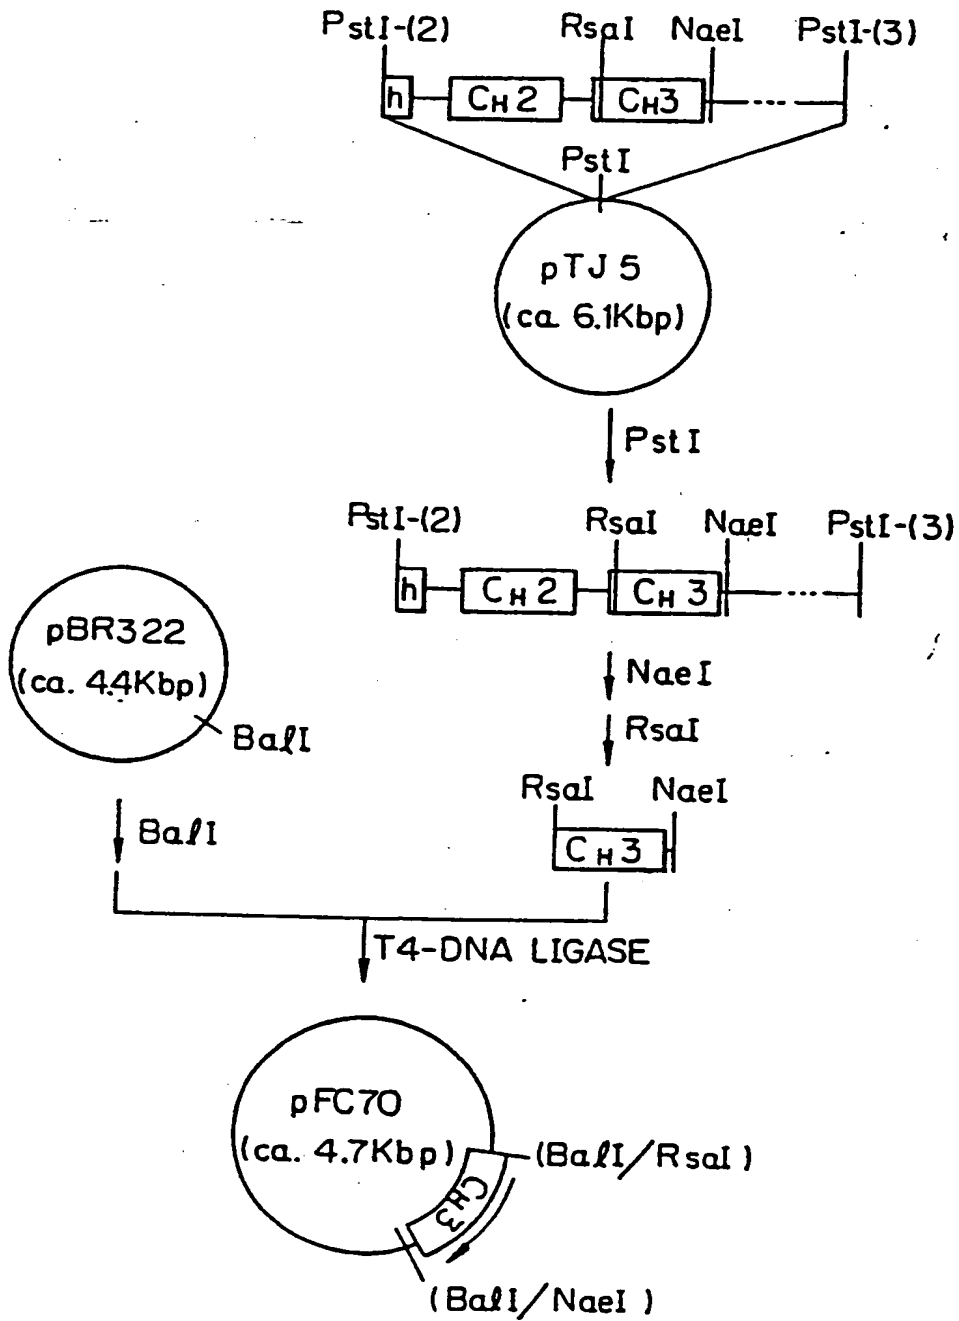 PstI-(2) RsaI NaeI PstI-(3)
h CH2 CH3
PstI
pTJ5
(ca 6.1Kbp)
PstI
PstI-(2) RsaI NaeI PstI-(3)
h CH2 CH3
pBR322
(ca. 4.4Kbp)
BalI
NaeI
RsaI
RsaI NaeI
CH3
BalI
T4-DNA LIGASE
pFC70
(ca. 4.7Kbp)
(BalI/RsaI)
CH3
(BalI/NaeI)